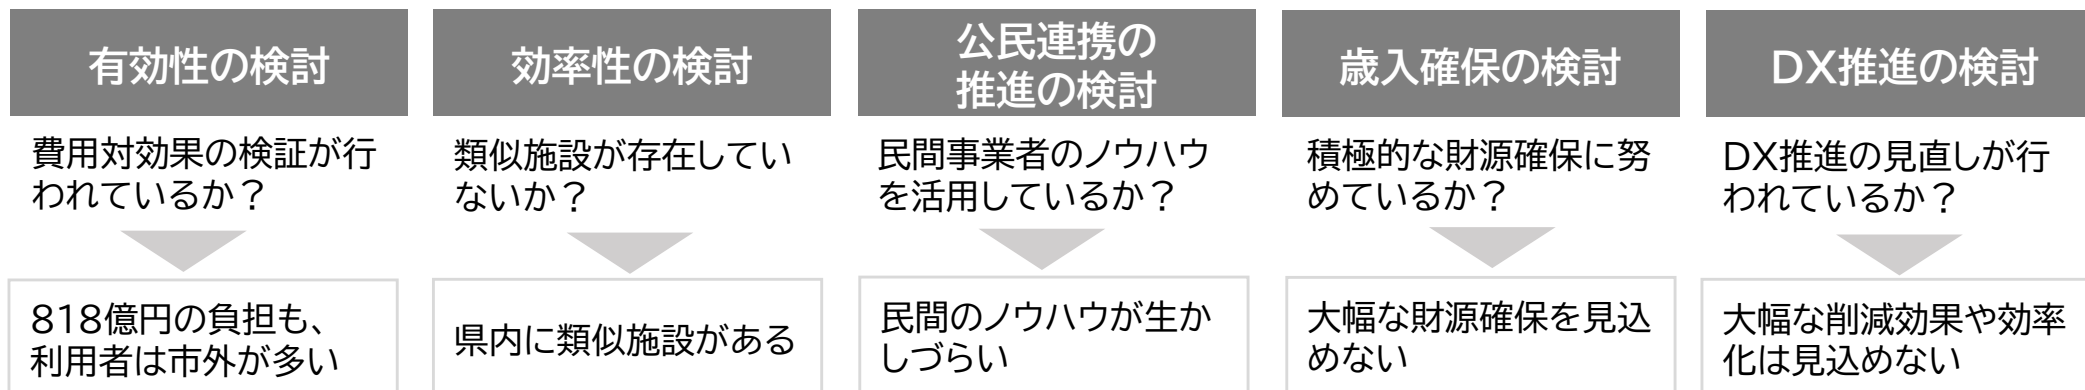 有効性の検討
費用対効果の検証が行
われているか？
818億円の負担も、
利用者は市外が多い
効率性の検討
類似施設が存在してい
ないか？
県内に類似施設がある
公民連携の
推進の検討
民間事業者のノウハウ
を活用しているか？
民間のノウハウが生か
しづらい
歳入確保の検討
積極的な財源確保に努
めているか？
大幅な財源確保を見込
めない
DX推進の検討
DX推進の見直しが行
われているか？
大幅な削減効果や効率
化は見込めない